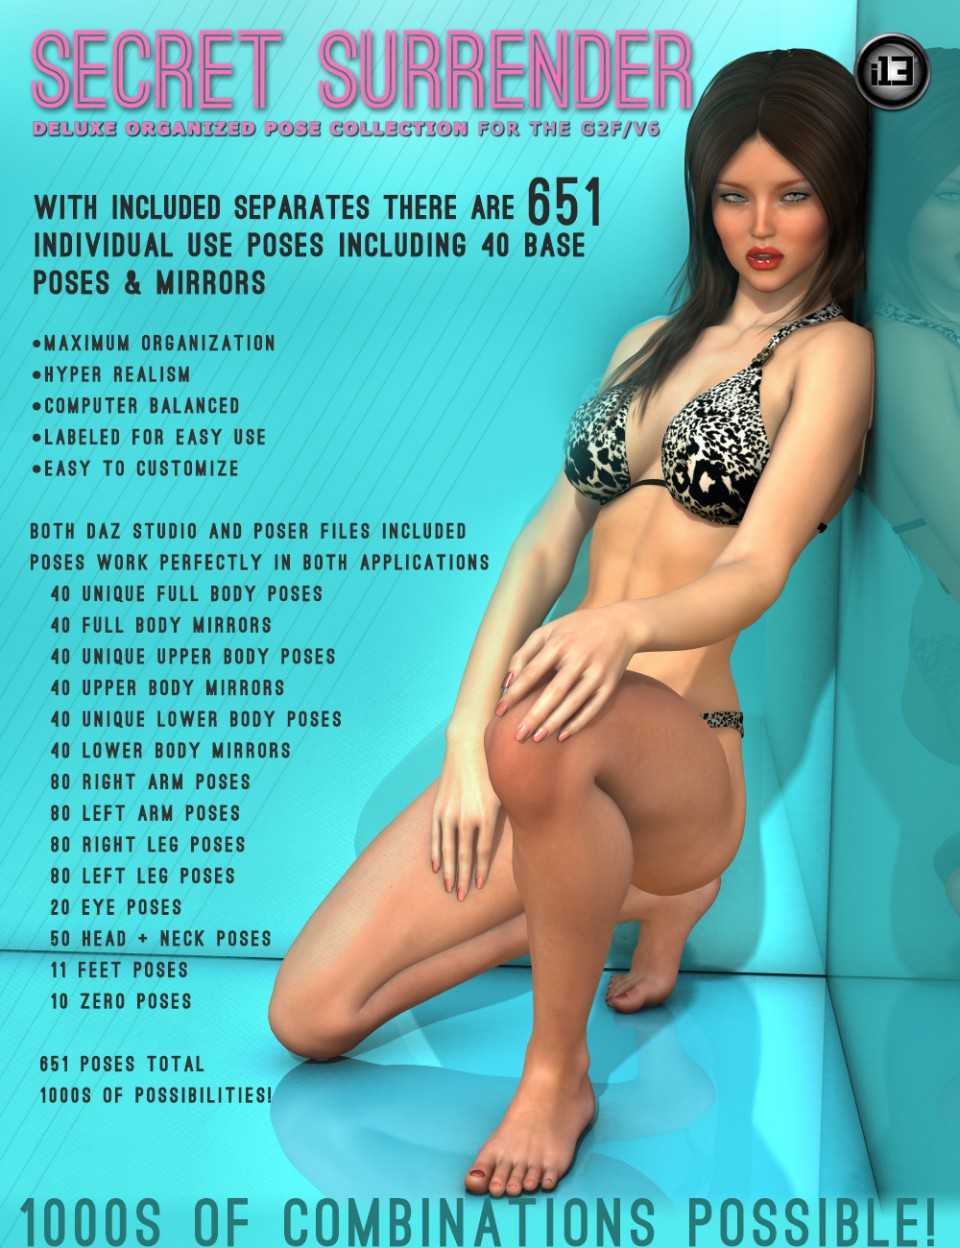 SECRET SURRENDER
i13
DELUXE ORGANIZED POSE COLLECTION FOR THE G2F/V6
WITH INCLUDED SEPARATES THERE ARE 651
INDIVIDUAL USE POSES INCLUDING 40 BASE
POSES & MIRRORS
•MAXIMUM ORGANIZATION
•HYPER REALISM
•COMPUTER BALANCED
•LABELED FOR EASY USE
•EASY TO CUSTOMIZE
BOTH DAZ STUDIO AND POSER FILES INCLUDED
POSES WORK PERFECTLY IN BOTH APPLICATIONS
40 UNIQUE FULL BODY POSES
40 FULL BODY MIRRORS
40 UNIQUE UPPER BODY POSES
40 UPPER BODY MIRRORS
40 UNIQUE LOWER BODY POSES
40 LOWER BODY MIRRORS
80 RIGHT ARM POSES
80 LEFT ARM POSES
80 RIGHT LEG POSES
80 LEFT LEG POSES
20 EYE POSES
50 HEAD + NECK POSES
11 FEET POSES
10 ZERO POSES
651 POSES TOTAL
1000S OF POSSIBILITIES!
1000S OF COMBINATIONS POSSIBLE!